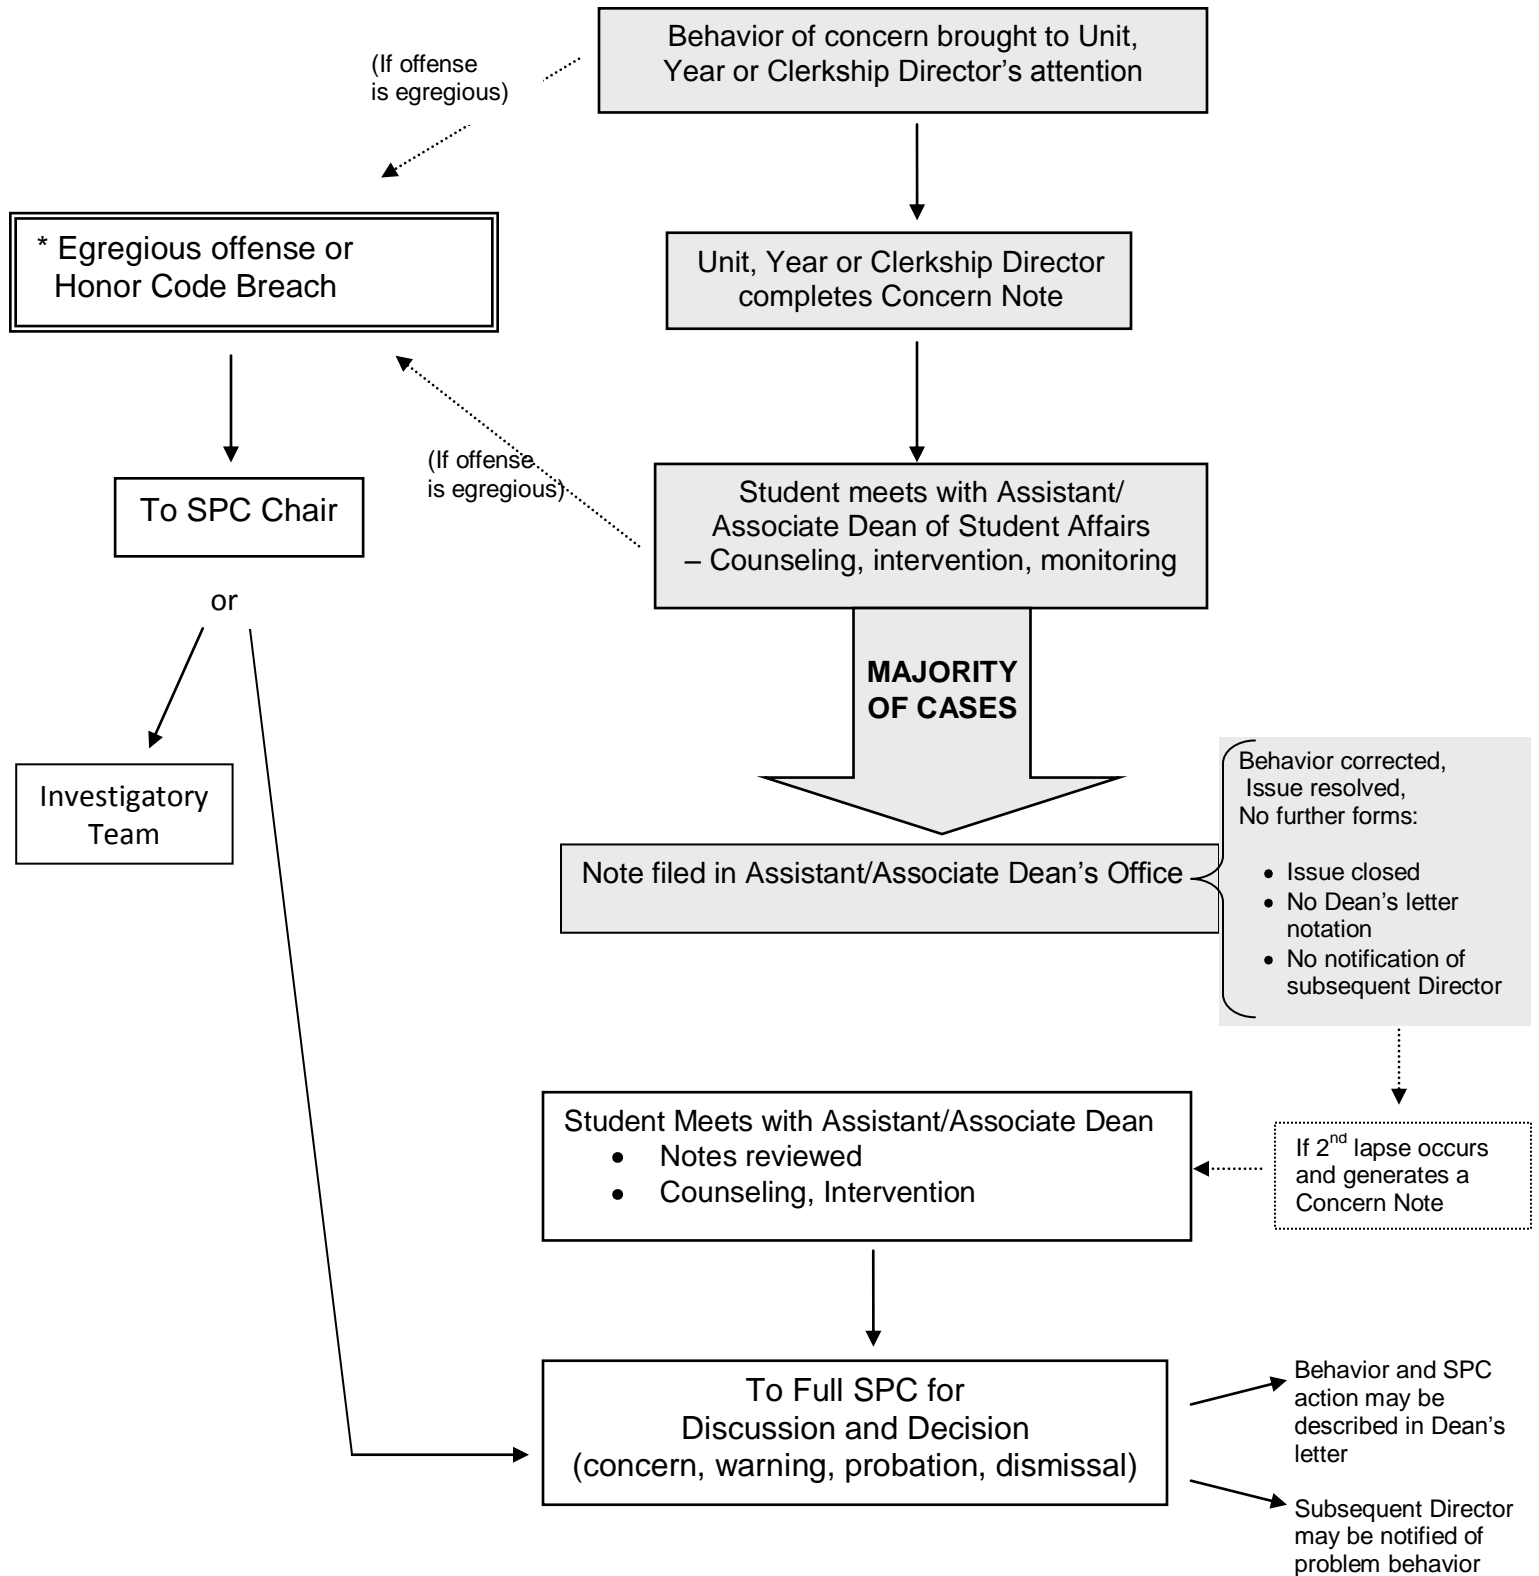 Behavior of concern brought to Unit,
Year or Clerkship Director’s attention
(If offense
is egregious)
* Egregious offense or
Honor Code Breach
Unit, Year or Clerkship Director
completes Concern Note
(If offense
is egregious)
To SPC Chair
Student meets with Assistant/
Associate Dean of Student Affairs
– Counseling, intervention, monitoring
or
MAJORITY
OF CASES
Investigatory
Team
Behavior corrected,
Issue resolved,
No further forms:
• Issue closed
• No Dean’s letter
notation
• No notification of
subsequent Director
Note filed in Assistant/Associate Dean’s Office
Student Meets with Assistant/Associate Dean
• Notes reviewed
• Counseling, Intervention
If 2nd lapse occurs
and generates a
Concern Note
To Full SPC for
Discussion and Decision
(concern, warning, probation, dismissal)
Behavior and SPC
action may be
described in Dean’s
letter
Subsequent Director
may be notified of
problem behavior